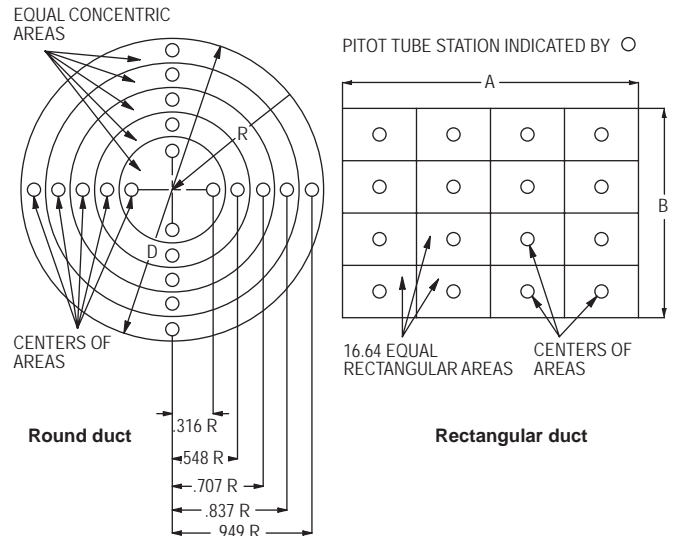 EQUAL CONCENTRIC
AREAS
PITOT TUBE STATION INDICATED BY
A
R
B
D
CENTERS OF
AREAS
16.64 EQUAL
RECTANGULAR AREAS
CENTERS OF
AREAS
.316 R
Round duct
Rectangular duct
.548 R
.707 R
.837 R
.949 R